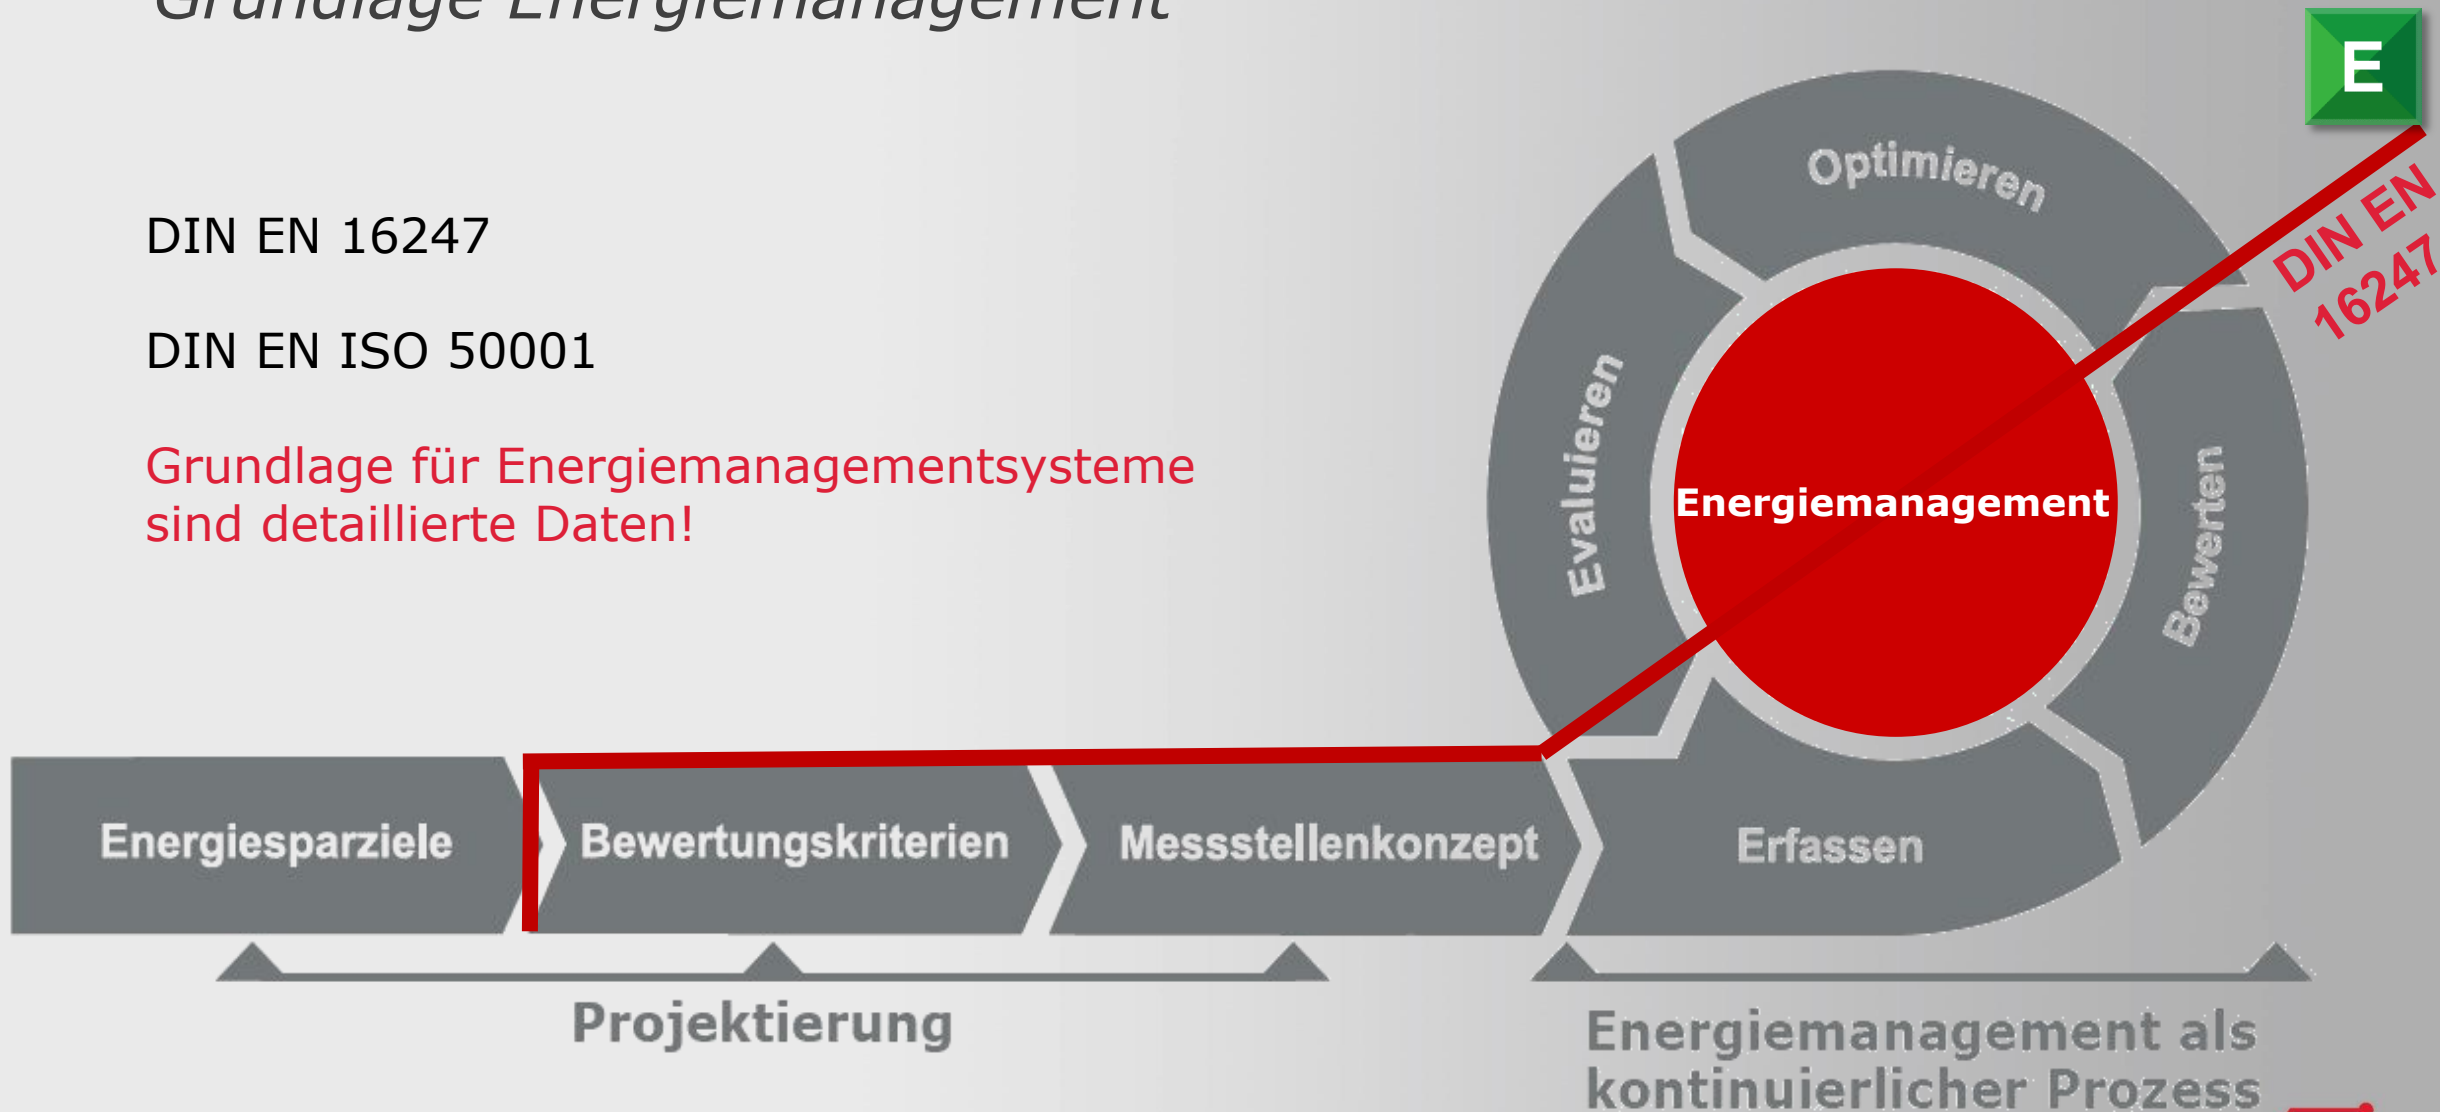 Grundlage Energiemanagement
E
DIN EN 16247
DIN EN ISO 50001
Grundlage für Energiemanagementsysteme
sind detaillierte Daten!
Optimieren
DIN EN
16247
Evaluieren
Energiemanagement
Bewerten
Energiesparziele
Bewertungskriterien
Messstellenkonzept
Erfassen
Projektierung
Energiemanagement als
kontinuierlicher Prozess